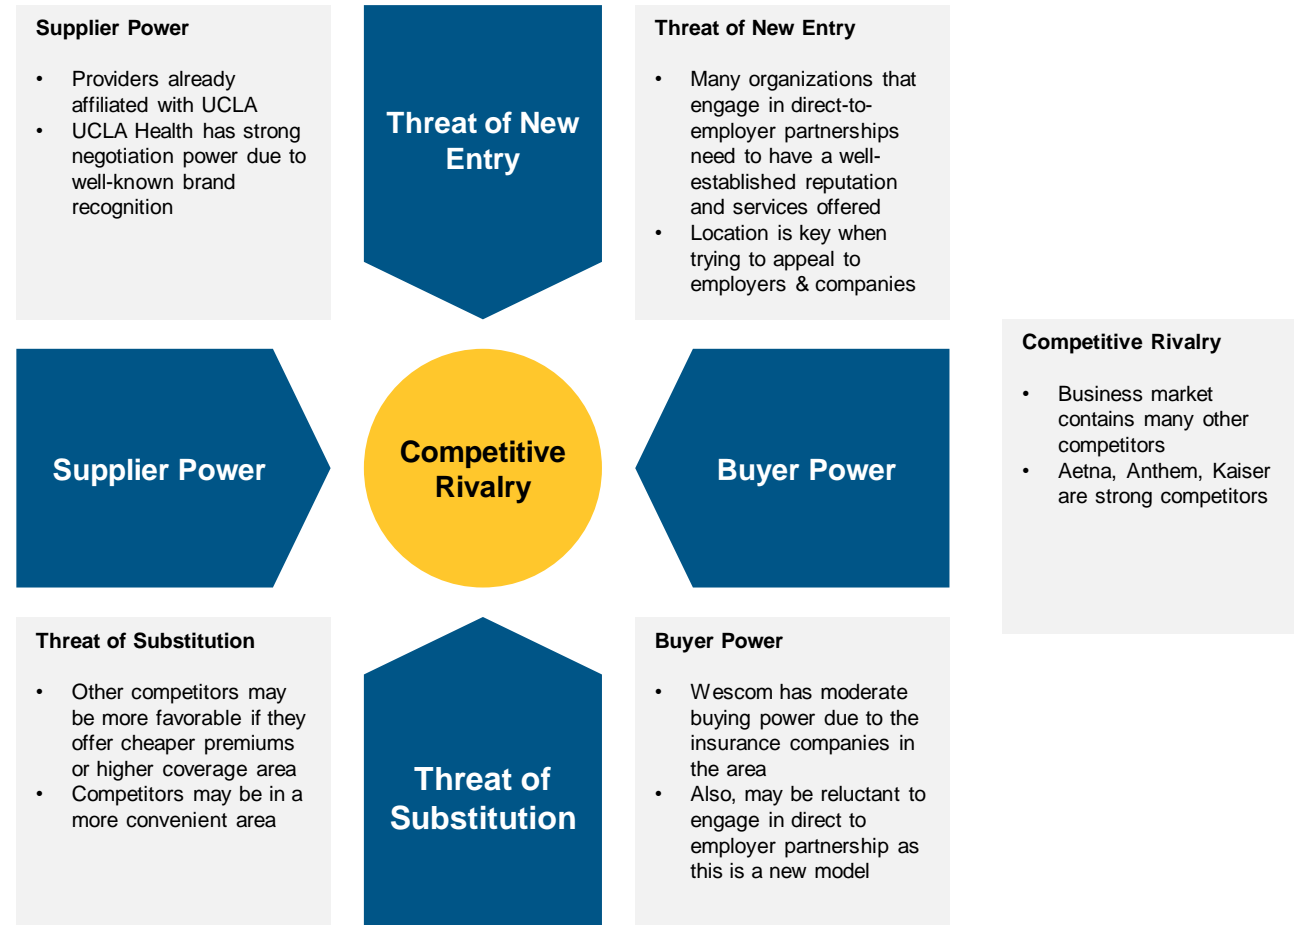 Supplier Power
• Providers already
affiliated with UCLA
• UCLA Health has strong
negotiation power due to
well-known brand
recognition
Threat of New
Entry
Threat of New Entry
• Many organizations that
engage in direct-to-
employer partnerships
need to have a well-
established reputation
and services offered
• Location is key when
trying to appeal to
employers & companies
Supplier Power
Competitive
Rivalry
Buyer Power
Competitive Rivalry
• Business market
contains many other
competitors
• Aetna, Anthem, Kaiser
are strong competitors
Threat of Substitution
• Other competitors may
be more favorable if they
offer cheaper premiums
or higher coverage area
• Competitors may be in a
more convenient area
Threat of
Substitution
Buyer Power
• Wescom has moderate
buying power due to the
insurance companies in
the area
• Also, may be reluctant to
engage in direct to
employer partnership as
this is a new model